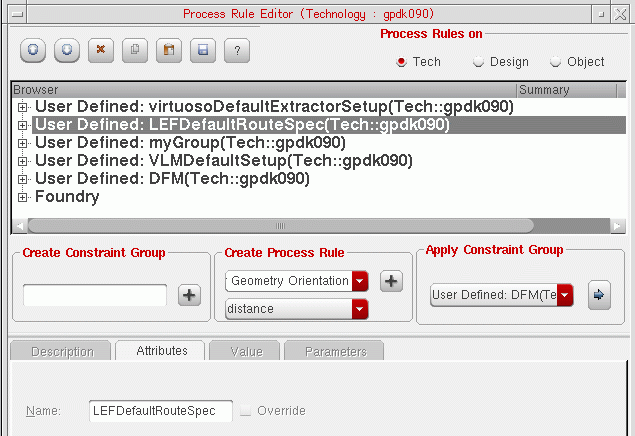 Process Rule Editor (Technology : gpdk090)
Process Rules on
?
Tech Design Object
Browser Summary
User Defined: virtuosoDefaultExtractorSetup(Tech::gpdk090)
User Defined: LEFDefaultRouteSpec(Tech::gpdk090)
User Defined: myGroup(Tech::gpdk090)
User Defined: VLMDefaultSetup(Tech::gpdk090)
User Defined: DFM(Tech::gpdk090)
Foundry
Create Constraint Group Create Process Rule Apply Constraint Group
Geometry Orientation
User Defined: DFM(Te
distance
Description Attributes Value Parameters
Name: LEFDefaultRouteSpec Override